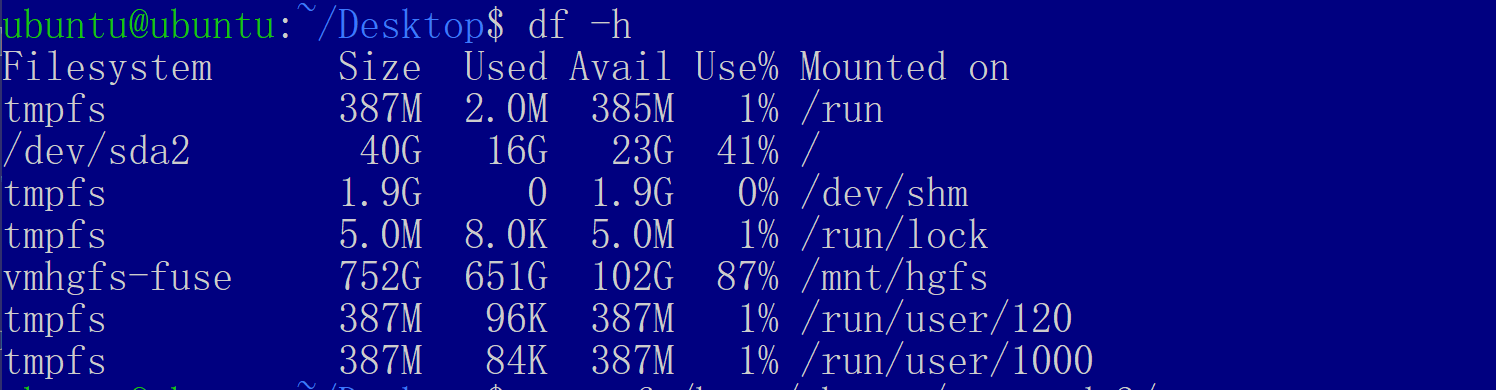 ubuntu@ubuntu:~/Desktop$ df -h
Filesystem      Size  Used Avail Use% Mounted on
tmpfs           387M  2.0M  385M   1% /run
/dev/sda2        40G   16G   23G  41% /
tmpfs           1.9G     0  1.9G   0% /dev/shm
tmpfs           5.0M  8.0K  5.0M   1% /run/lock
vmhgfs-fuse     752G  651G  102G  87% /mnt/hgfs
tmpfs           387M   96K  387M   1% /run/user/120
tmpfs           387M   84K  387M   1% /run/user/1000